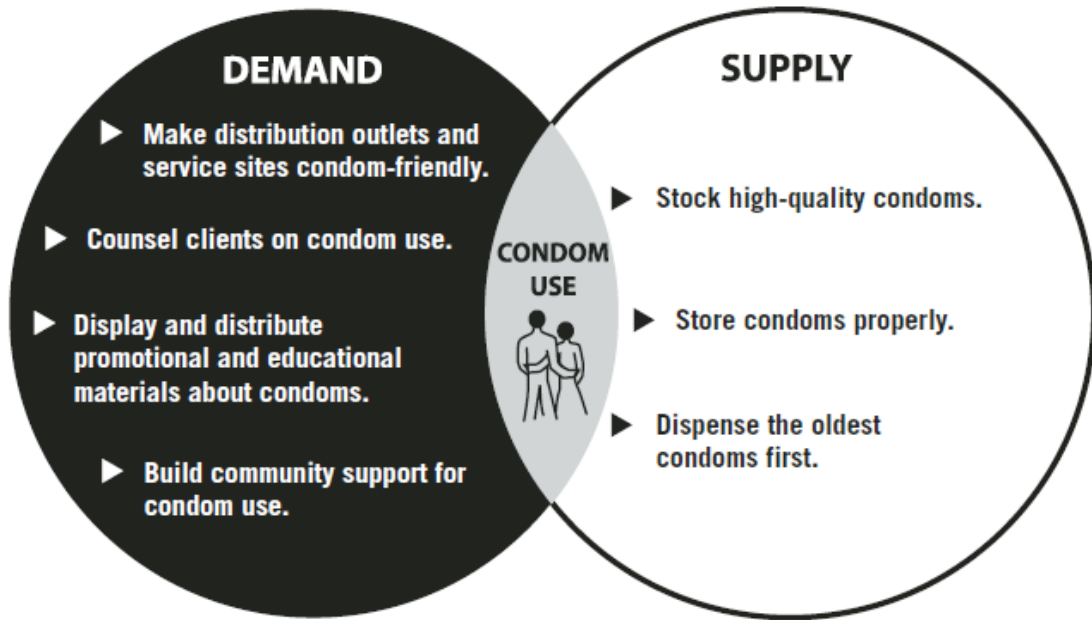 DEMAND
▶ Make distribution outlets and
service sites condom-friendly.
▶ Counsel clients on condom use.
▶ Display and distribute
promotional and educational
materials about condoms.
▶ Build community support for
condom use.
CONDOM
USE
SUPPLY
▶ Stock high-quality condoms.
▶ Store condoms properly.
▶ Dispense the oldest
condoms first.